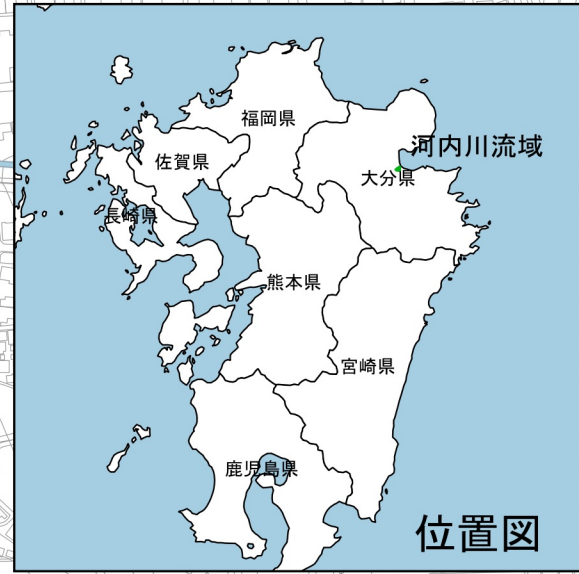 福岡県
河内川流域
佐賀県
大分県
長崎県
熊本県
宮崎県
鹿児島県
位置図